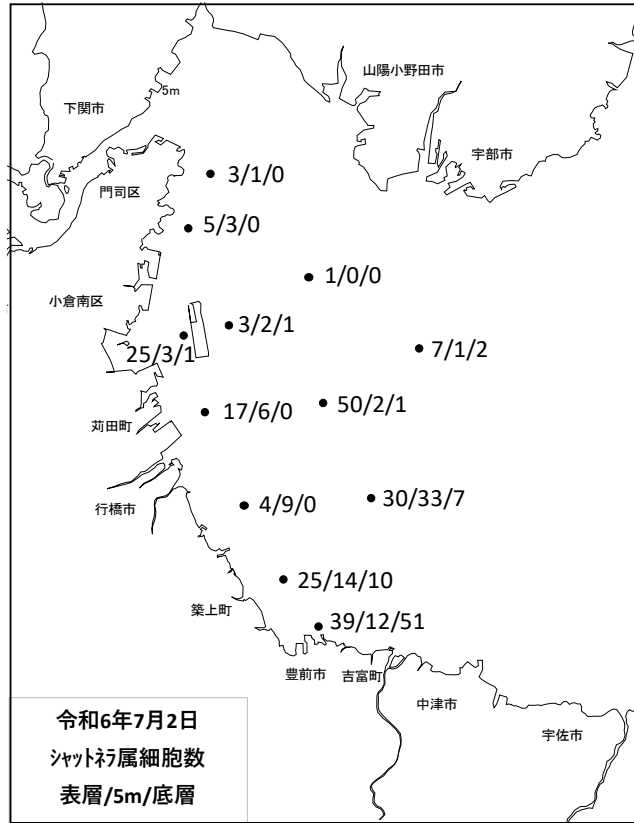 山陽小野田市
下関市
5m
宇部市
門司区
3/1/0
5/3/0
1/0/0
小倉南区
3/2/1
25/3/1
7/1/2
50/2/1
17/6/0
苅田町
30/33/7
4/9/0
行橋市
25/14/10
築上町
39/12/51
豊前市
吉富町
中津市
宇佐市
令和6年7月2日
ｼｬｯﾄﾈﾗ属細胞数
表層/5m/底層